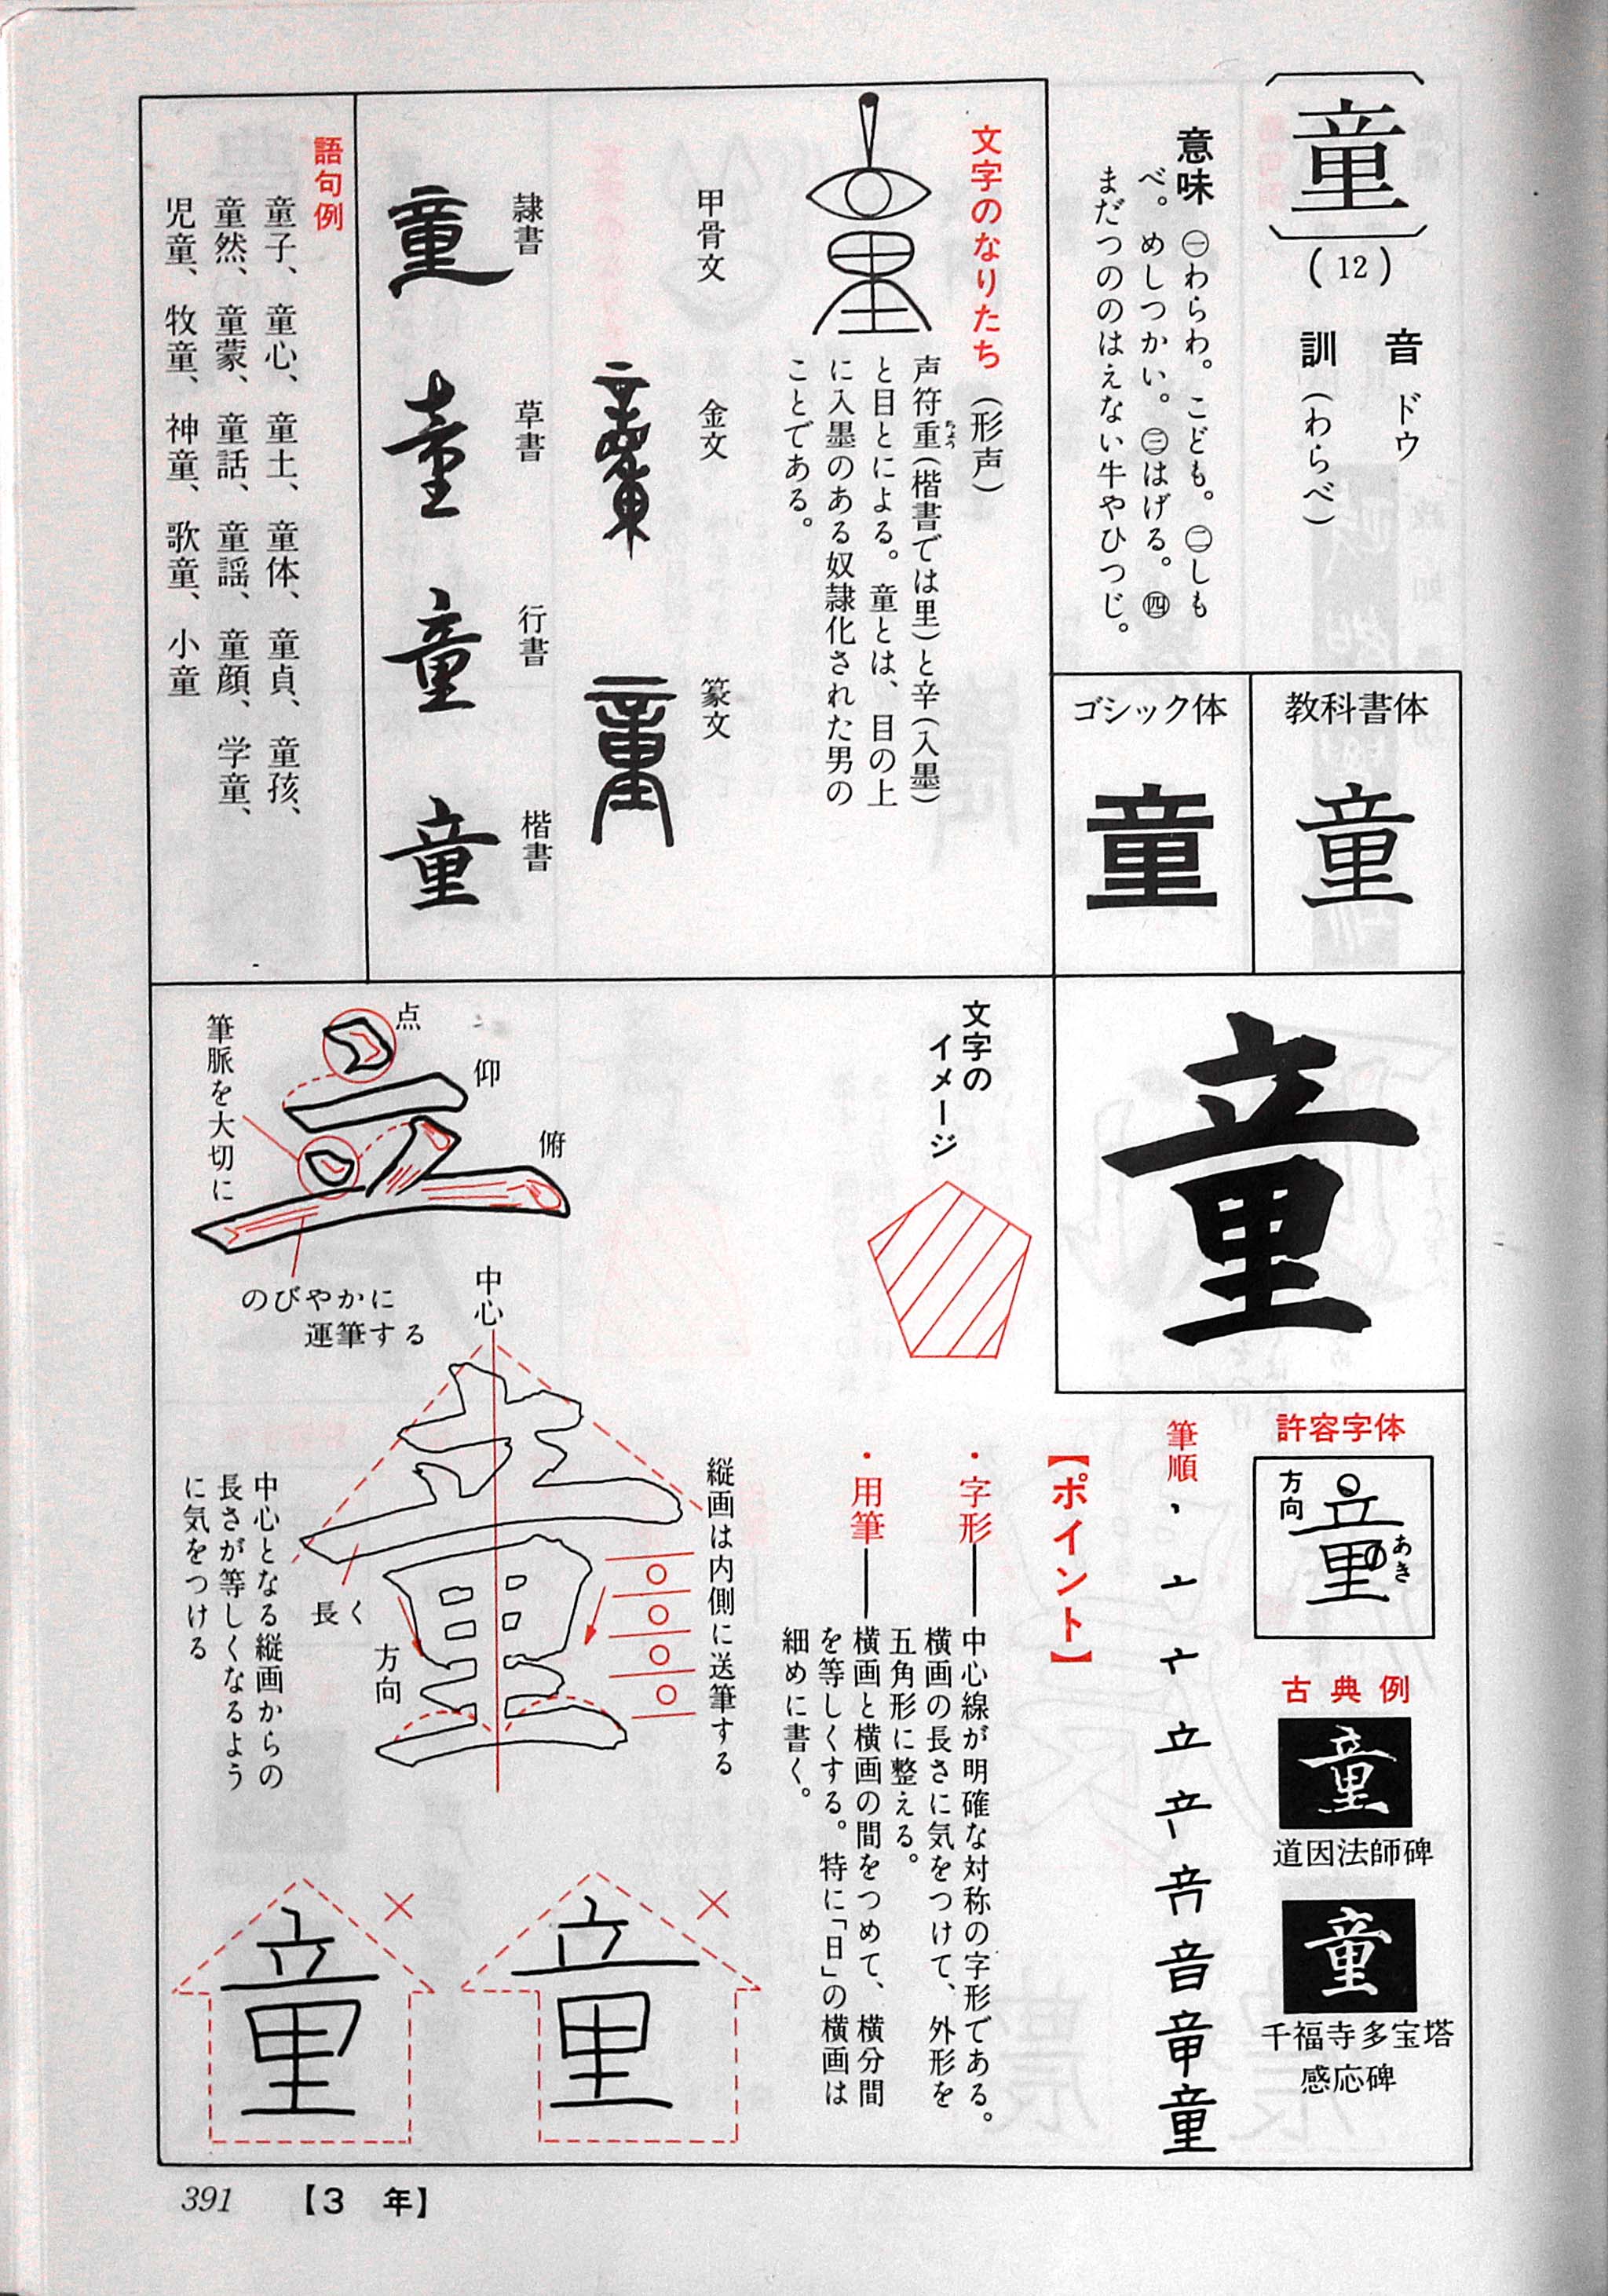 〔童〕(12)
音 ドウ
訓 (わらべ)
意味 ㊀わらわ。こども。㊁しも
べ。めしつかい。㊂はげる。㊃
まだつののはえない牛やひつじ。
教科書体
童
ゴシック体
童
文字のなりたち(形声)
声符重(楷書では里)と辛(入墨)
ちょう
と目とによる。童とは、目の上
に入墨のある奴隷化された男の
ことである。
甲骨文
金文
篆文
隷書
童
草書
童
行書
童
楷書
童
語句例
童子、童心、童土、童体、童貞、童孩、
童然、童蒙、童話、童謡、童顔、学童、
児童、牧童、神童、歌童、小童
童
許容字体
童
方向
あき
古典例
童
道因法師碑
童
千福寺多宝塔
感応碑
筆順
童
【ポイント】
・字形――中心線が明確な対称の字形である。
横画の長さに気をつけて、外形を
五角形に整える。
・用筆――横画と横画の間をつめて、横分間
を等しくする。特に「日」の横画は
細めに書く。
文字の
イメージ
点
仰
俯
筆脈を大切に
のびやかに
運筆する
中心
童
縦画は内側に送筆する
長く
方向
中心となる縦画からの
長さが等しくなるよう
に気をつける
×
童
×
童
391 【3 年】